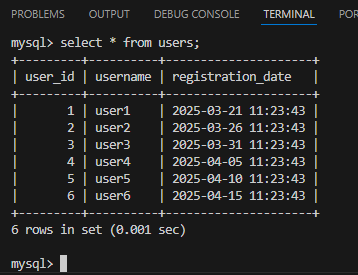 PROBLEMS OUTPUT DEBUG CONSOLE TERMINAL POR
mysql> select * from users;
+---------+----------+---------------------+
| user_id | username | registration_date   |
+---------+----------+---------------------+
|       1 | user1    | 2025-03-21 11:23:43 |
|       2 | user2    | 2025-03-26 11:23:43 |
|       3 | user3    | 2025-03-31 11:23:43 |
|       4 | user4    | 2025-04-05 11:23:43 |
|       5 | user5    | 2025-04-10 11:23:43 |
|       6 | user6    | 2025-04-15 11:23:43 |
+---------+----------+---------------------+
6 rows in set (0.001 sec)
mysql>